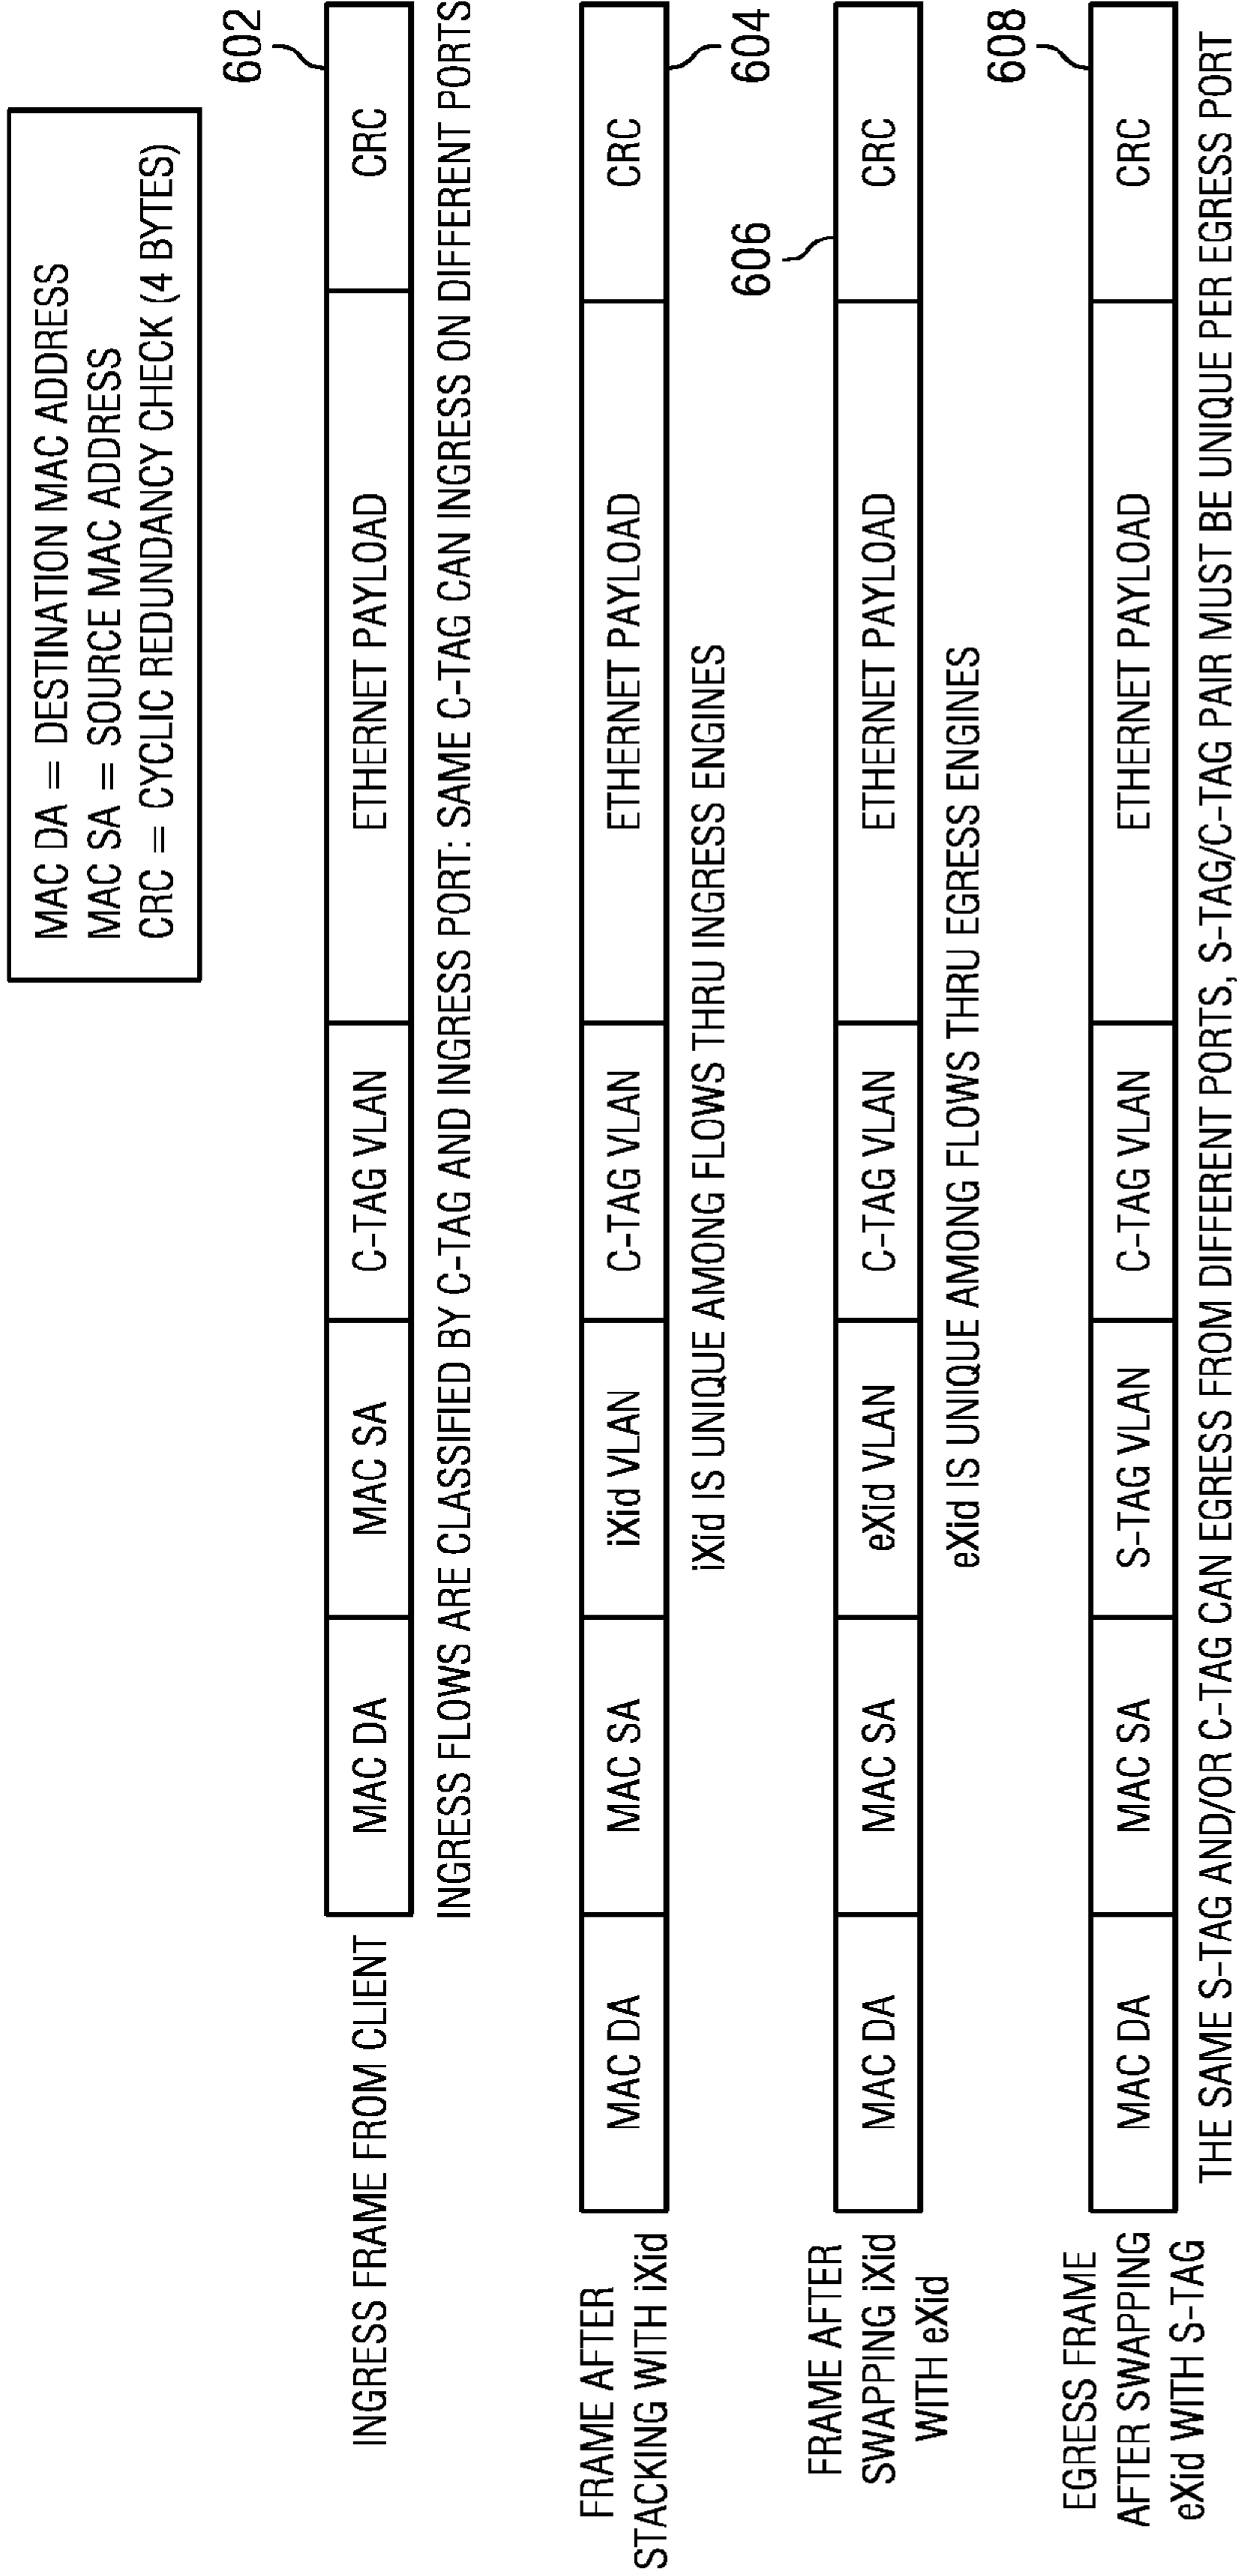 MAC DA = DESTINATION MAC ADDRESS
MAC SA = SOURCE MAC ADDRESS
CRC = CYCLIC REDUNDANCY CHECK (4 BYTES)
602
INGRESS FRAME FROM CLIENT
MAC DA
MAC SA
C-TAG VLAN
ETHERNET PAYLOAD
CRC
INGRESS FLOWS ARE CLASSIFIED BY C-TAG AND INGRESS PORT: SAME C-TAG CAN INGRESS ON DIFFERENT PORTS
FRAME AFTER
STACKING WITH iXid
MAC DA
MAC SA
iXid VLAN
C-TAG VLAN
ETHERNET PAYLOAD
CRC
604
iXid IS UNIQUE AMONG FLOWS THRU INGRESS ENGINES
606
FRAME AFTER
SWAPPING iXid
WITH eXid
MAC DA
MAC SA
eXid VLAN
C-TAG VLAN
ETHERNET PAYLOAD
CRC
eXid IS UNIQUE AMONG FLOWS THRU EGRESS ENGINES
608
EGRESS FRAME
AFTER SWAPPING
eXid WITH S-TAG
MAC DA
MAC SA
S-TAG VLAN
C-TAG VLAN
ETHERNET PAYLOAD
CRC
THE SAME S-TAG AND/OR C-TAG CAN EGRESS FROM DIFFERENT PORTS, S-TAG/C-TAG PAIR MUST BE UNIQUE PER EGRESS PORT